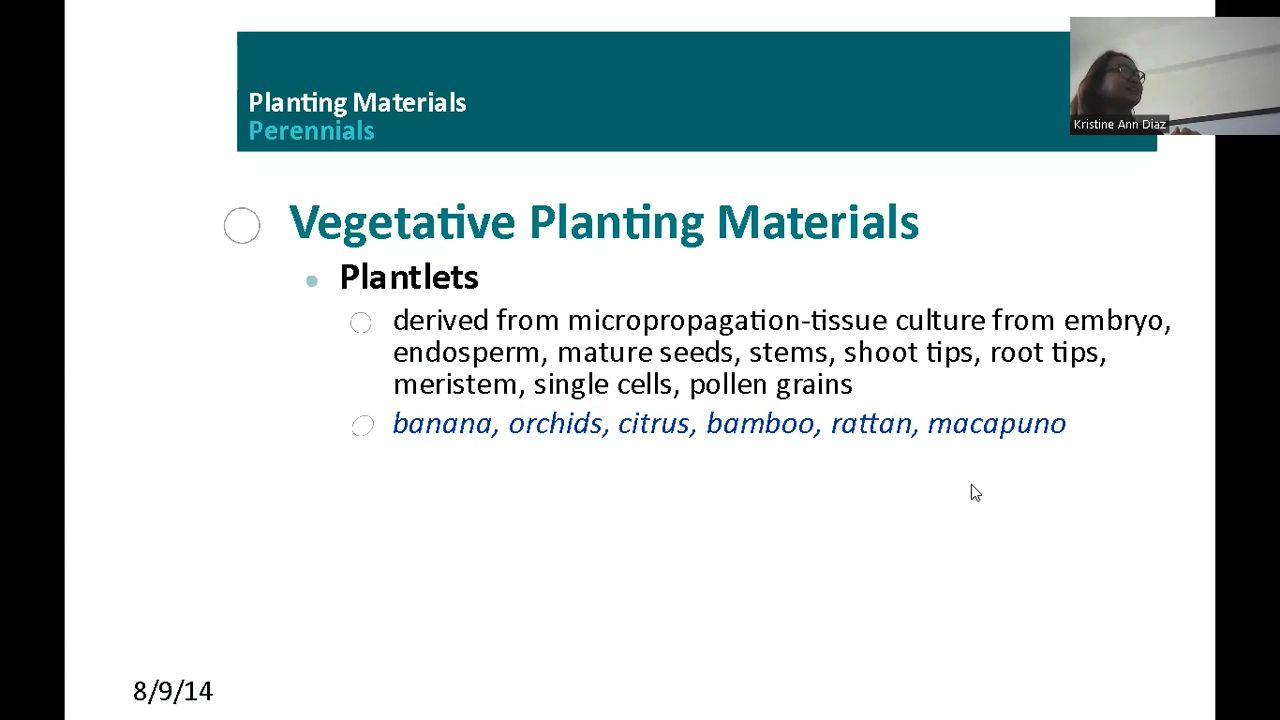 Planting Materials
Perennials
Kristine Ann Diaz
Vegetative Planting Materials
Plantlets
derived from micropropagation-tissue culture from embryo,
endosperm, mature seeds, stems, shoot tips, root tips,
meristem, single cells, pollen grains
banana, orchids, citrus, bamboo, rattan, macapuno
8/9/14